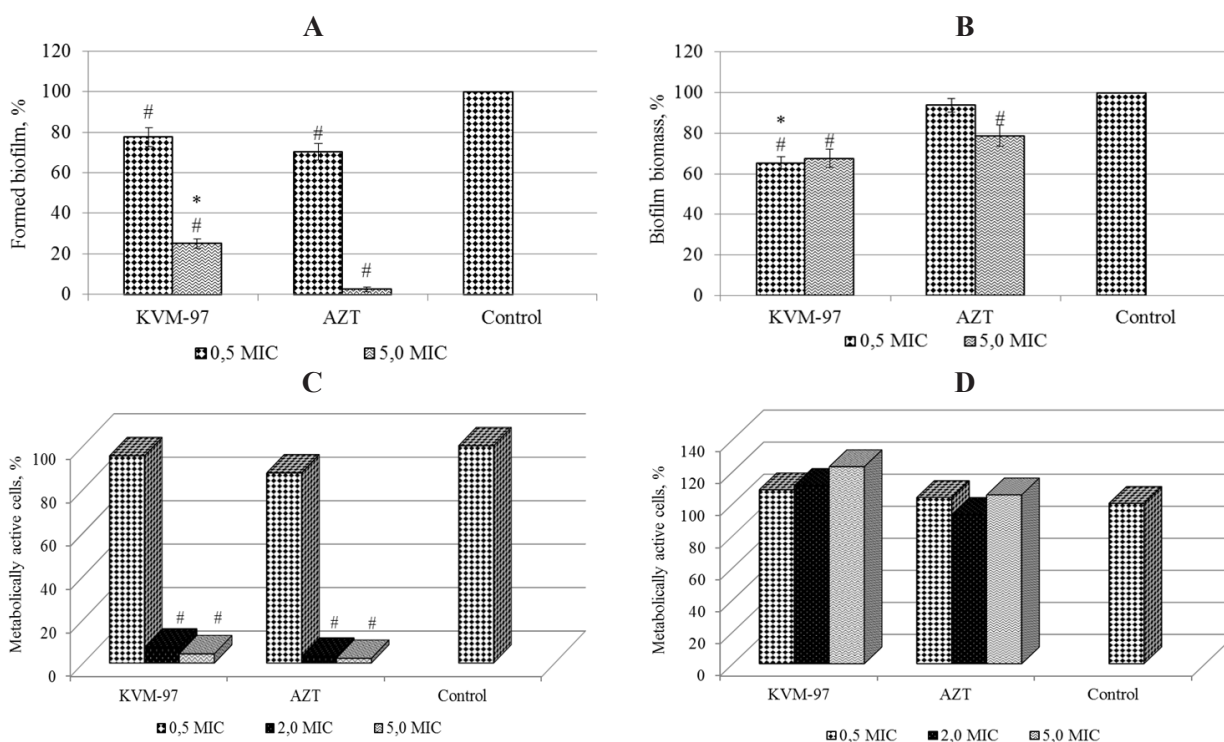 A
Formed biofilm, %
120
100
80
60
40
20
0
#
*
#
#
#
KVM-97 AZT Control
0,5 MIC 5,0 MIC
B
Biofilm biomass, %
120
100
80
60
40
20
0
*
#
#
#
KVM-97 AZT Control
0,5 MIC 5,0 MIC
C
Metabolically active cells, %
100
80
60
40
20
0
# # # #
KVM-97 AZT Control
0,5 MIC 2,0 MIC 5,0 MIC
D
Metabolically active cells, %
140
120
100
80
60
40
20
0
KVM-97 AZT Control
0,5 MIC 2,0 MIC 5,0 MIC